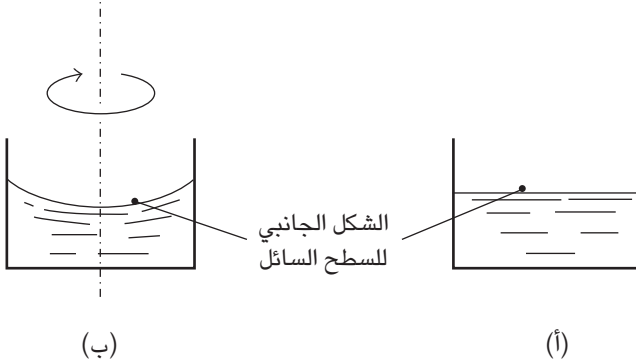 الشكل الجانبي
للسطح السائل
(أ)
(ب)